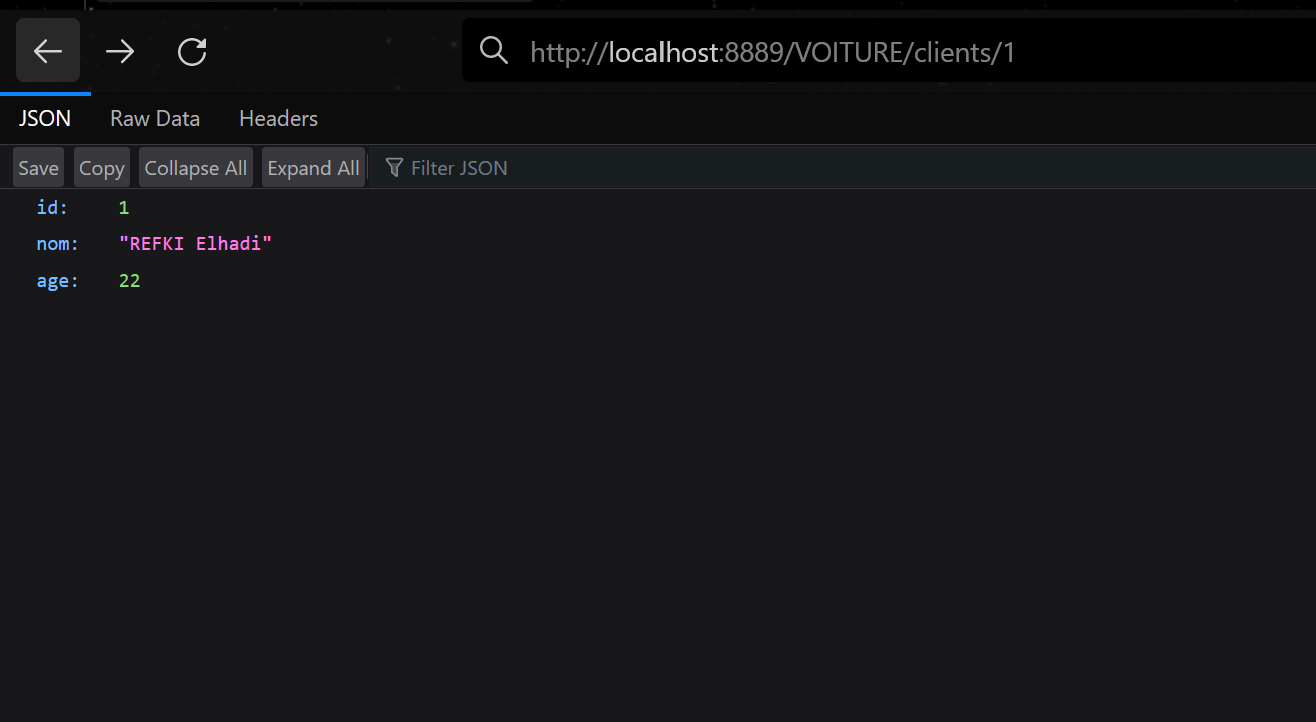 http://localhost:8889/VOITURE/clients/1
JSON Raw Data Headers
Save Copy Collapse All Expand All Filter JSON
id: 1
nom: "REFKI Elhadi"
age: 22